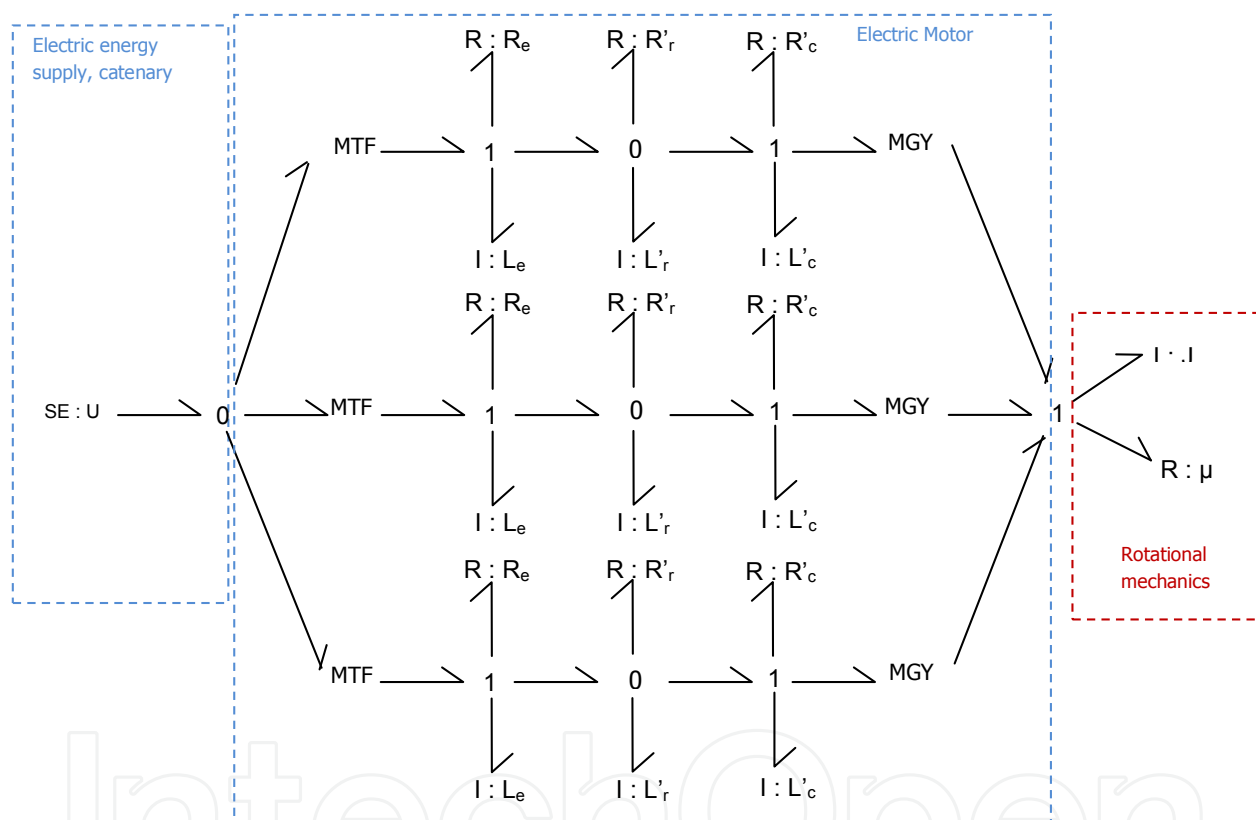 Electric energy
supply, catenary
Electric Motor
R : Rₑ R : R'ᵣ R : R'c
MTF 1 0 1 MGY
I : Lₑ I : L'ᵣ I : L'c
R : Rₑ R : R'ᵣ R : R'c
SE : U 0 MTF 1 0 1 MGY 1
R : µ
I : Lₑ I : L'ᵣ I : L'c
R : Rₑ R : R'ᵣ R : R'c
Rotational
mechanics
MTF 1 0 1 MGY
I : Lₑ I : L'ᵣ I : L'c
IntechOpen